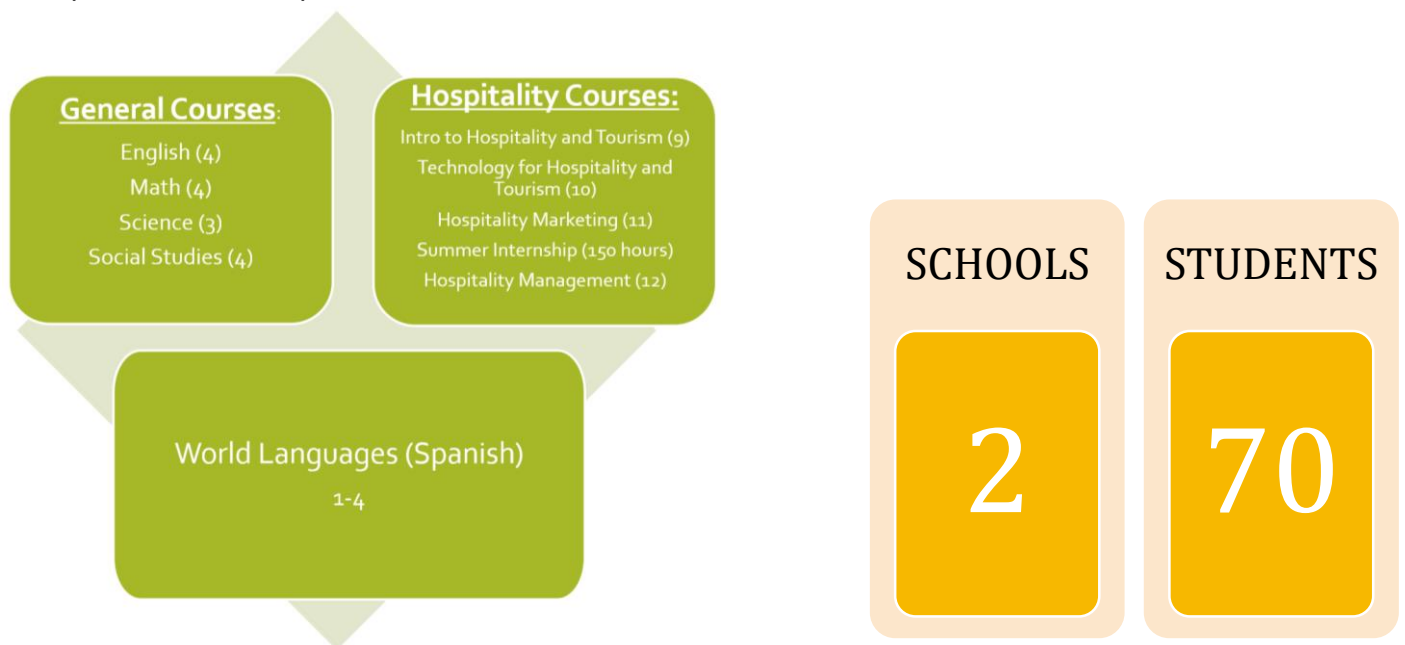 General Courses:
English (4)
Math (4)
Science (3)
Social Studies (4)
Hospitality Courses:
Intro to Hospitality and Tourism (9)
Technology for Hospitality and
Tourism (10)
Hospitality Marketing (11)
Summer Internship (150 hours)
Hospitality Management (12)
World Languages (Spanish)
1-4
SCHOOLS
2
STUDENTS
70